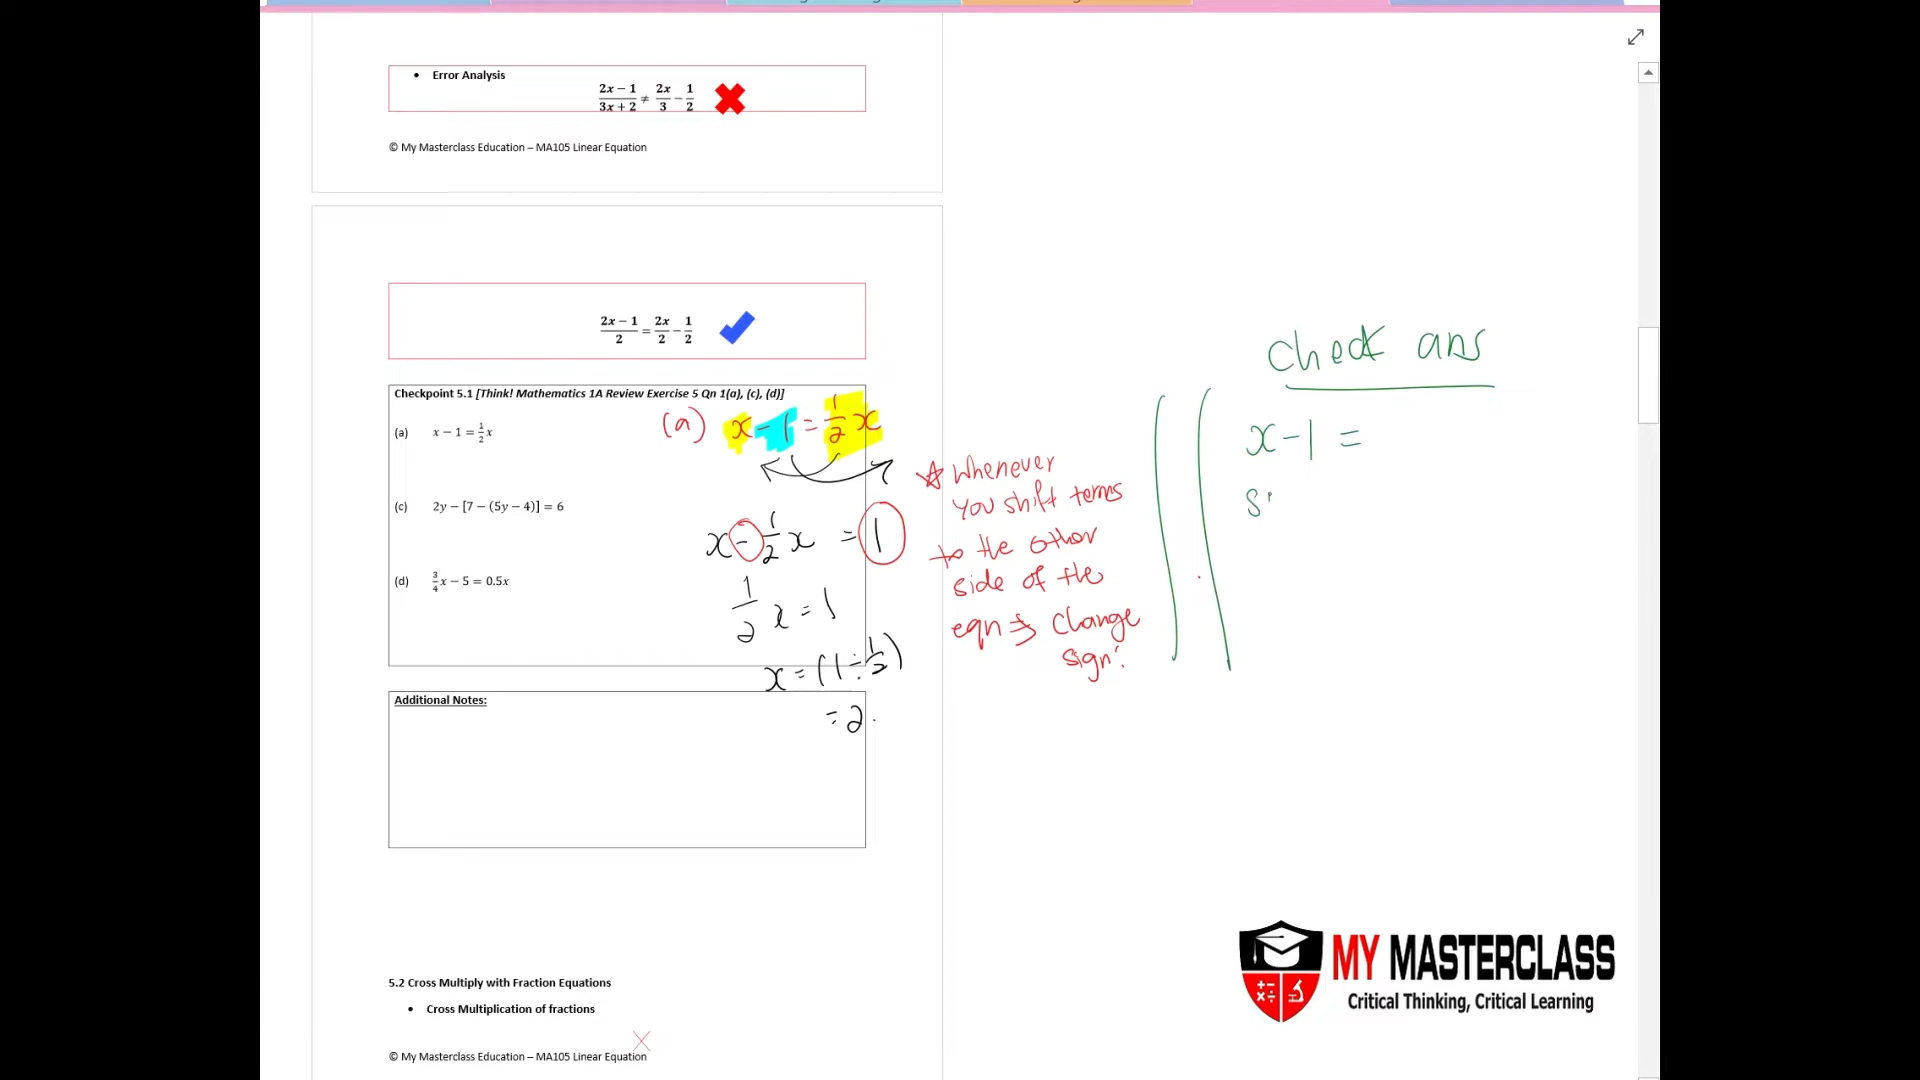 • Error Analysis
2x − 1 / 3x + 2 ≠ 2x / 3 − 1 / 2
© My Masterclass Education – MA105 Linear Equation
2x − 1 / 2 = 2x / 2 − 1 / 2
Checkpoint 5.1 [Think! Mathematics 1A Review Exercise 5 Qn 1(a), (c), (d)]
(a) x − 1 = 1/2 x
(c) 2y − [7 − (5y − 4)] = 6
(d) 3/4 x − 5 = 0.5x
(a) x − 1 = 1/2 x
x − 1/2 x = 1
1/2 x = 1
x = (1 ÷ 1/2)
= 2.
☆ Whenever
you shift terms
to the other
side of the
eqn ⇒ change
sign!
Check ans
x − 1 =
Additional Notes:
5.2 Cross Multiply with Fraction Equations
• Cross Multiplication of fractions
© My Masterclass Education – MA105 Linear Equation
MY MASTERCLASS
Critical Thinking, Critical Learning